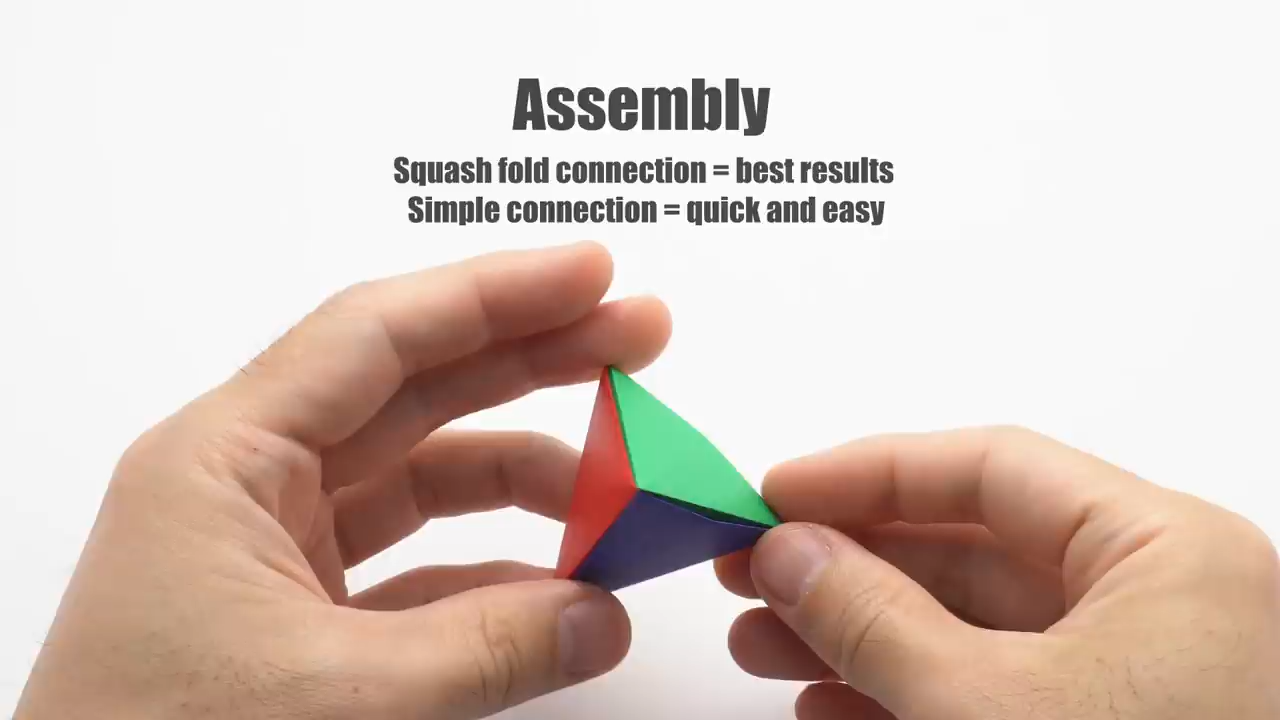 Assembly
Squash fold connection = best results
Simple connection = quick and easy